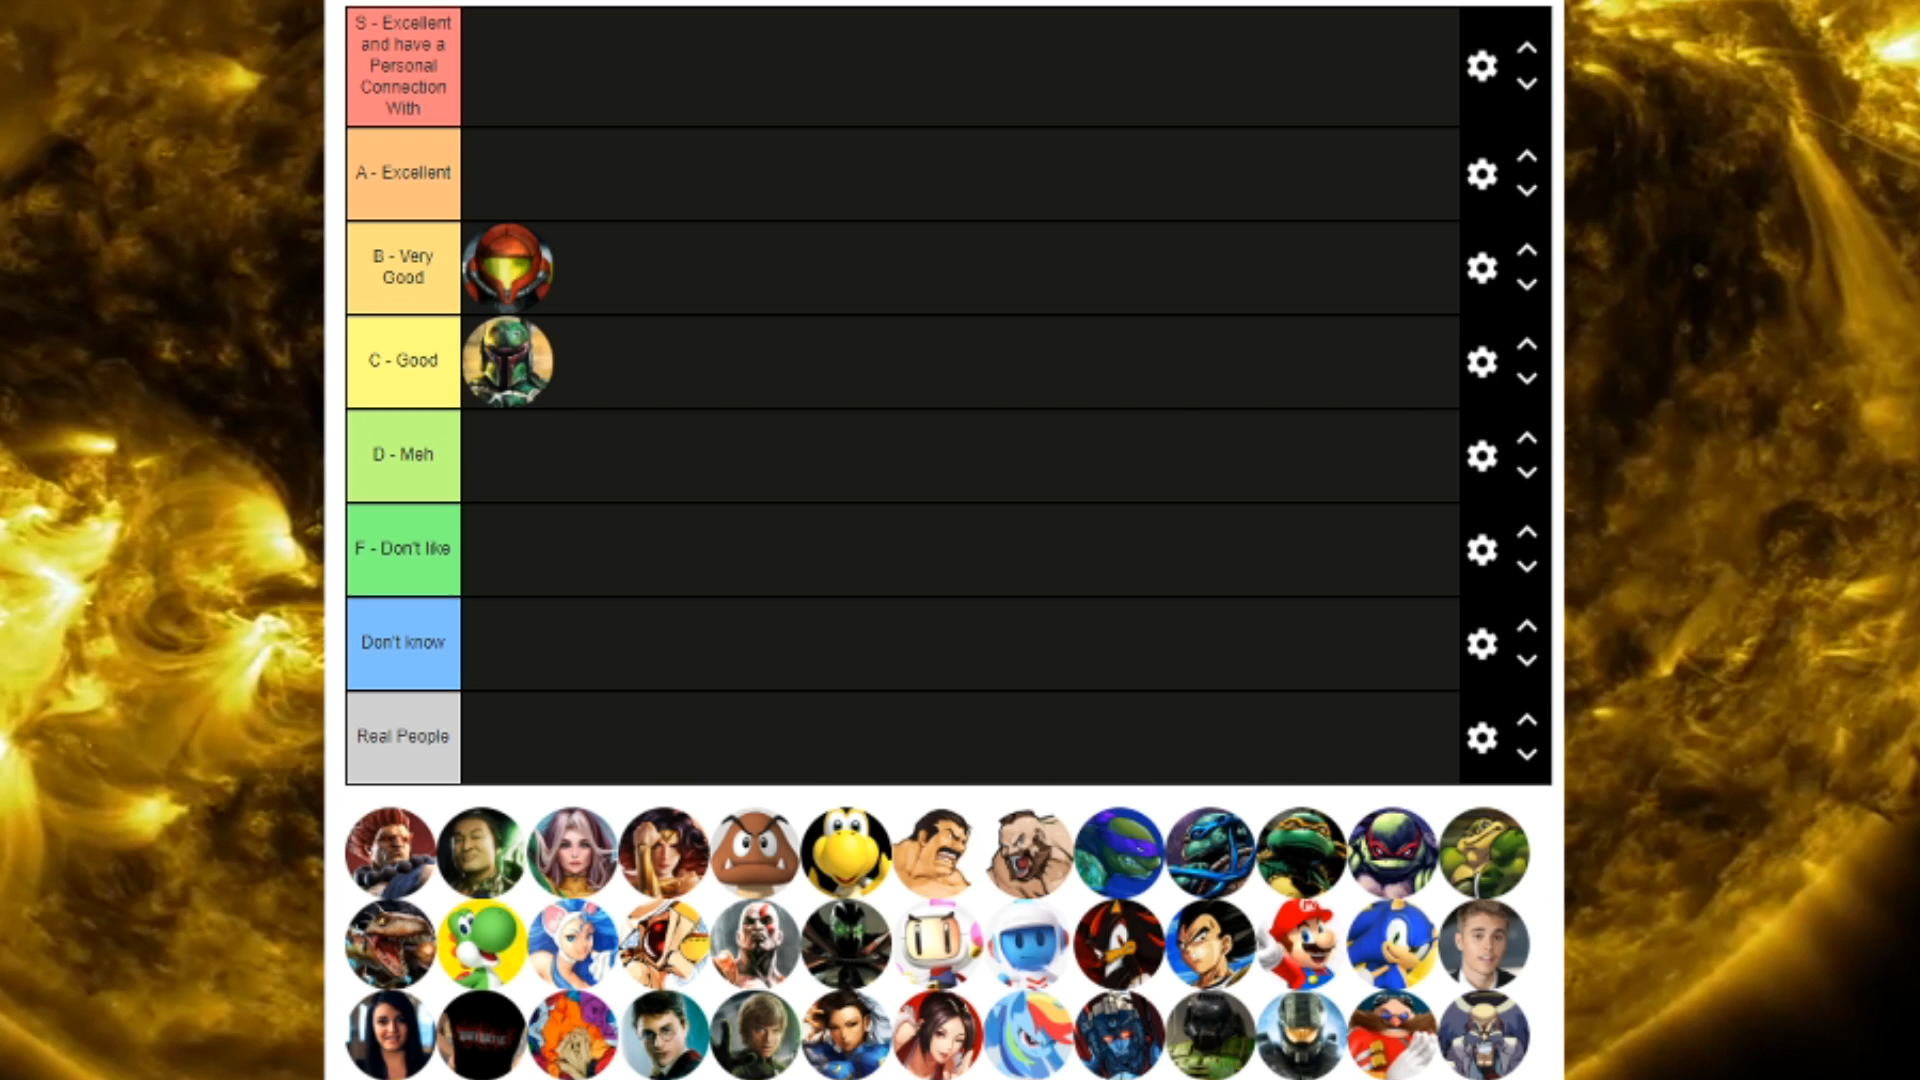 S - Excellent
and have a
Personal
Connection
With
A - Excellent
B - Very
Good
C - Good
D - Meh
F - Don't like
Don't know
Real People